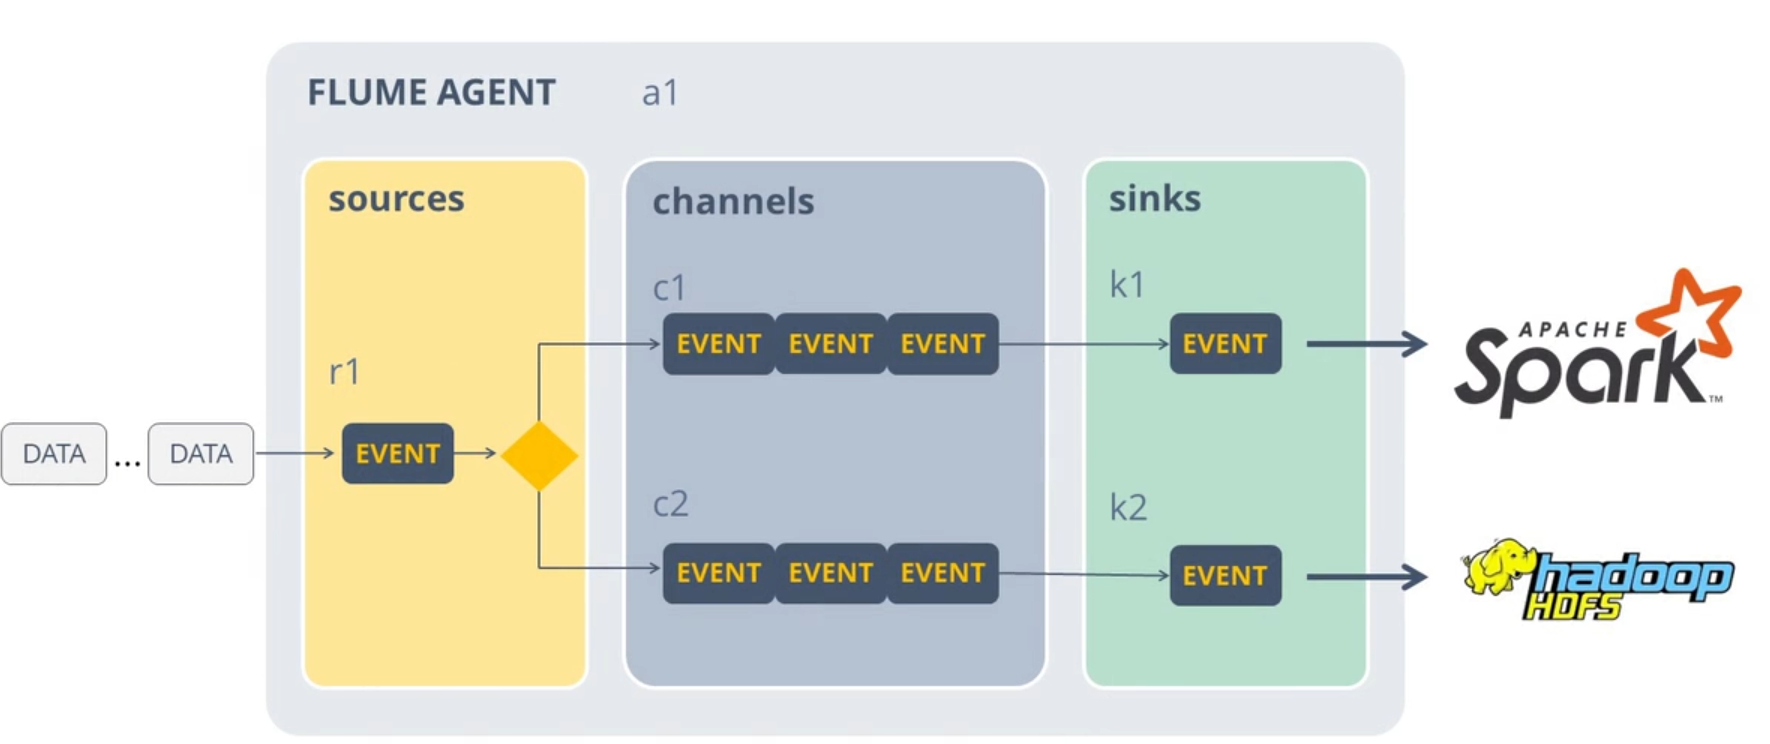 FLUME AGENT a1
sources
channels
sinks
c1
k1
EVENT EVENT EVENT
EVENT
APACHE
Spark™
r1
DATA ... DATA
EVENT
c2
k2
EVENT EVENT EVENT
EVENT
hadoop
HDFS